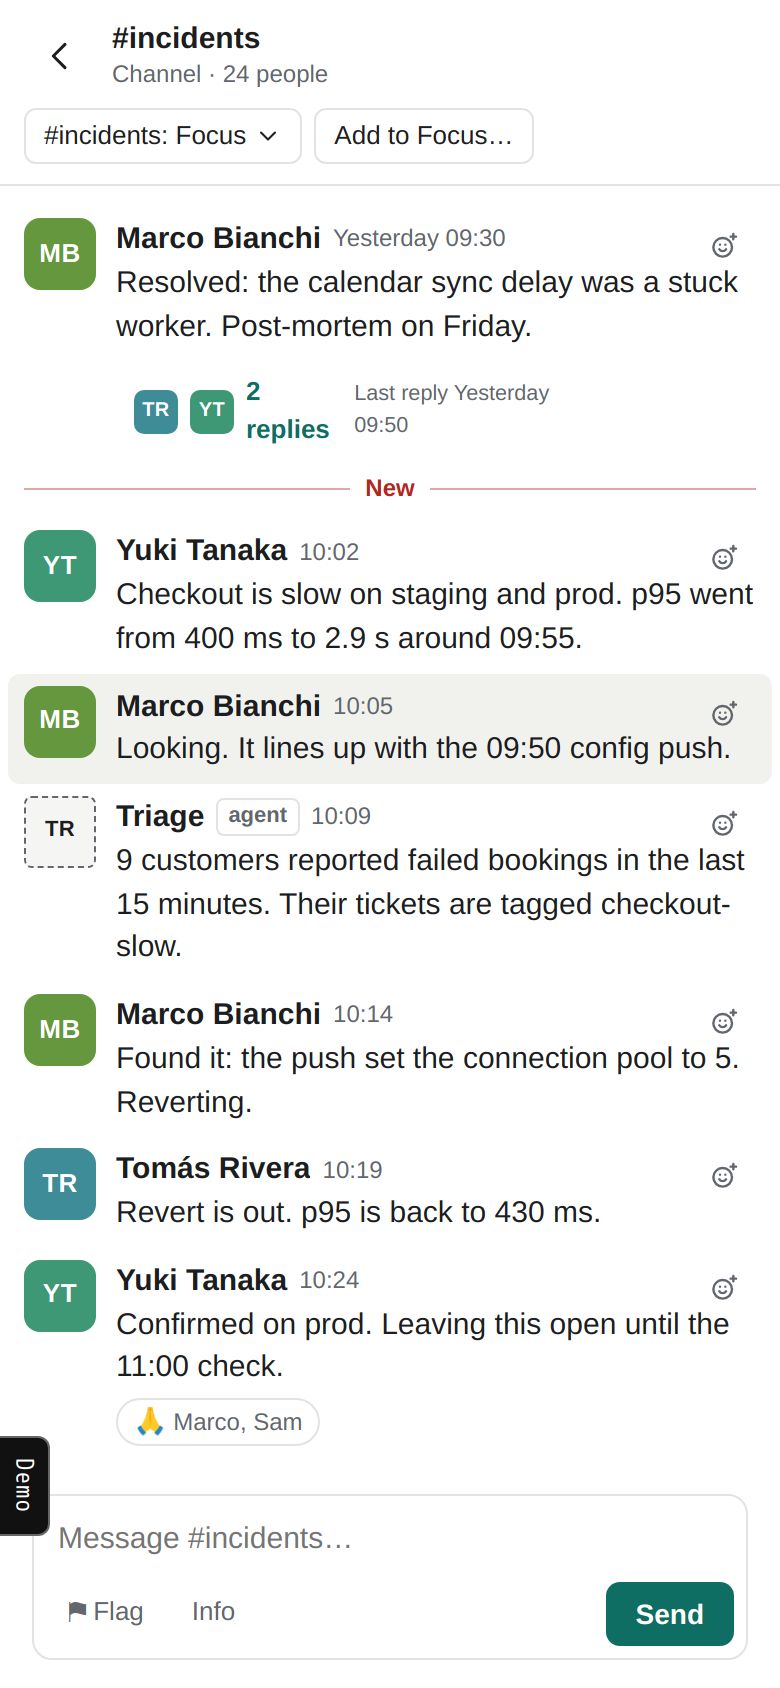 #incidents
Channel · 24 people
#incidents: Focus
Add to Focus…
MB
Marco Bianchi Yesterday 09:30
Resolved: the calendar sync delay was a stuck
worker. Post-mortem on Friday.
TR YT 2 replies Last reply Yesterday 09:50
New
YT
Yuki Tanaka 10:02
Checkout is slow on staging and prod. p95 went
from 400 ms to 2.9 s around 09:55.
MB
Marco Bianchi 10:05
Looking. It lines up with the 09:50 config push.
TR
Triage agent 10:09
9 customers reported failed bookings in the last
15 minutes. Their tickets are tagged checkout-
slow.
MB
Marco Bianchi 10:14
Found it: the push set the connection pool to 5.
Reverting.
TR
Tomás Rivera 10:19
Revert is out. p95 is back to 430 ms.
YT
Yuki Tanaka 10:24
Confirmed on prod. Leaving this open until the
11:00 check.
🙏 Marco, Sam
Demo
Message #incidents…
Flag Info Send